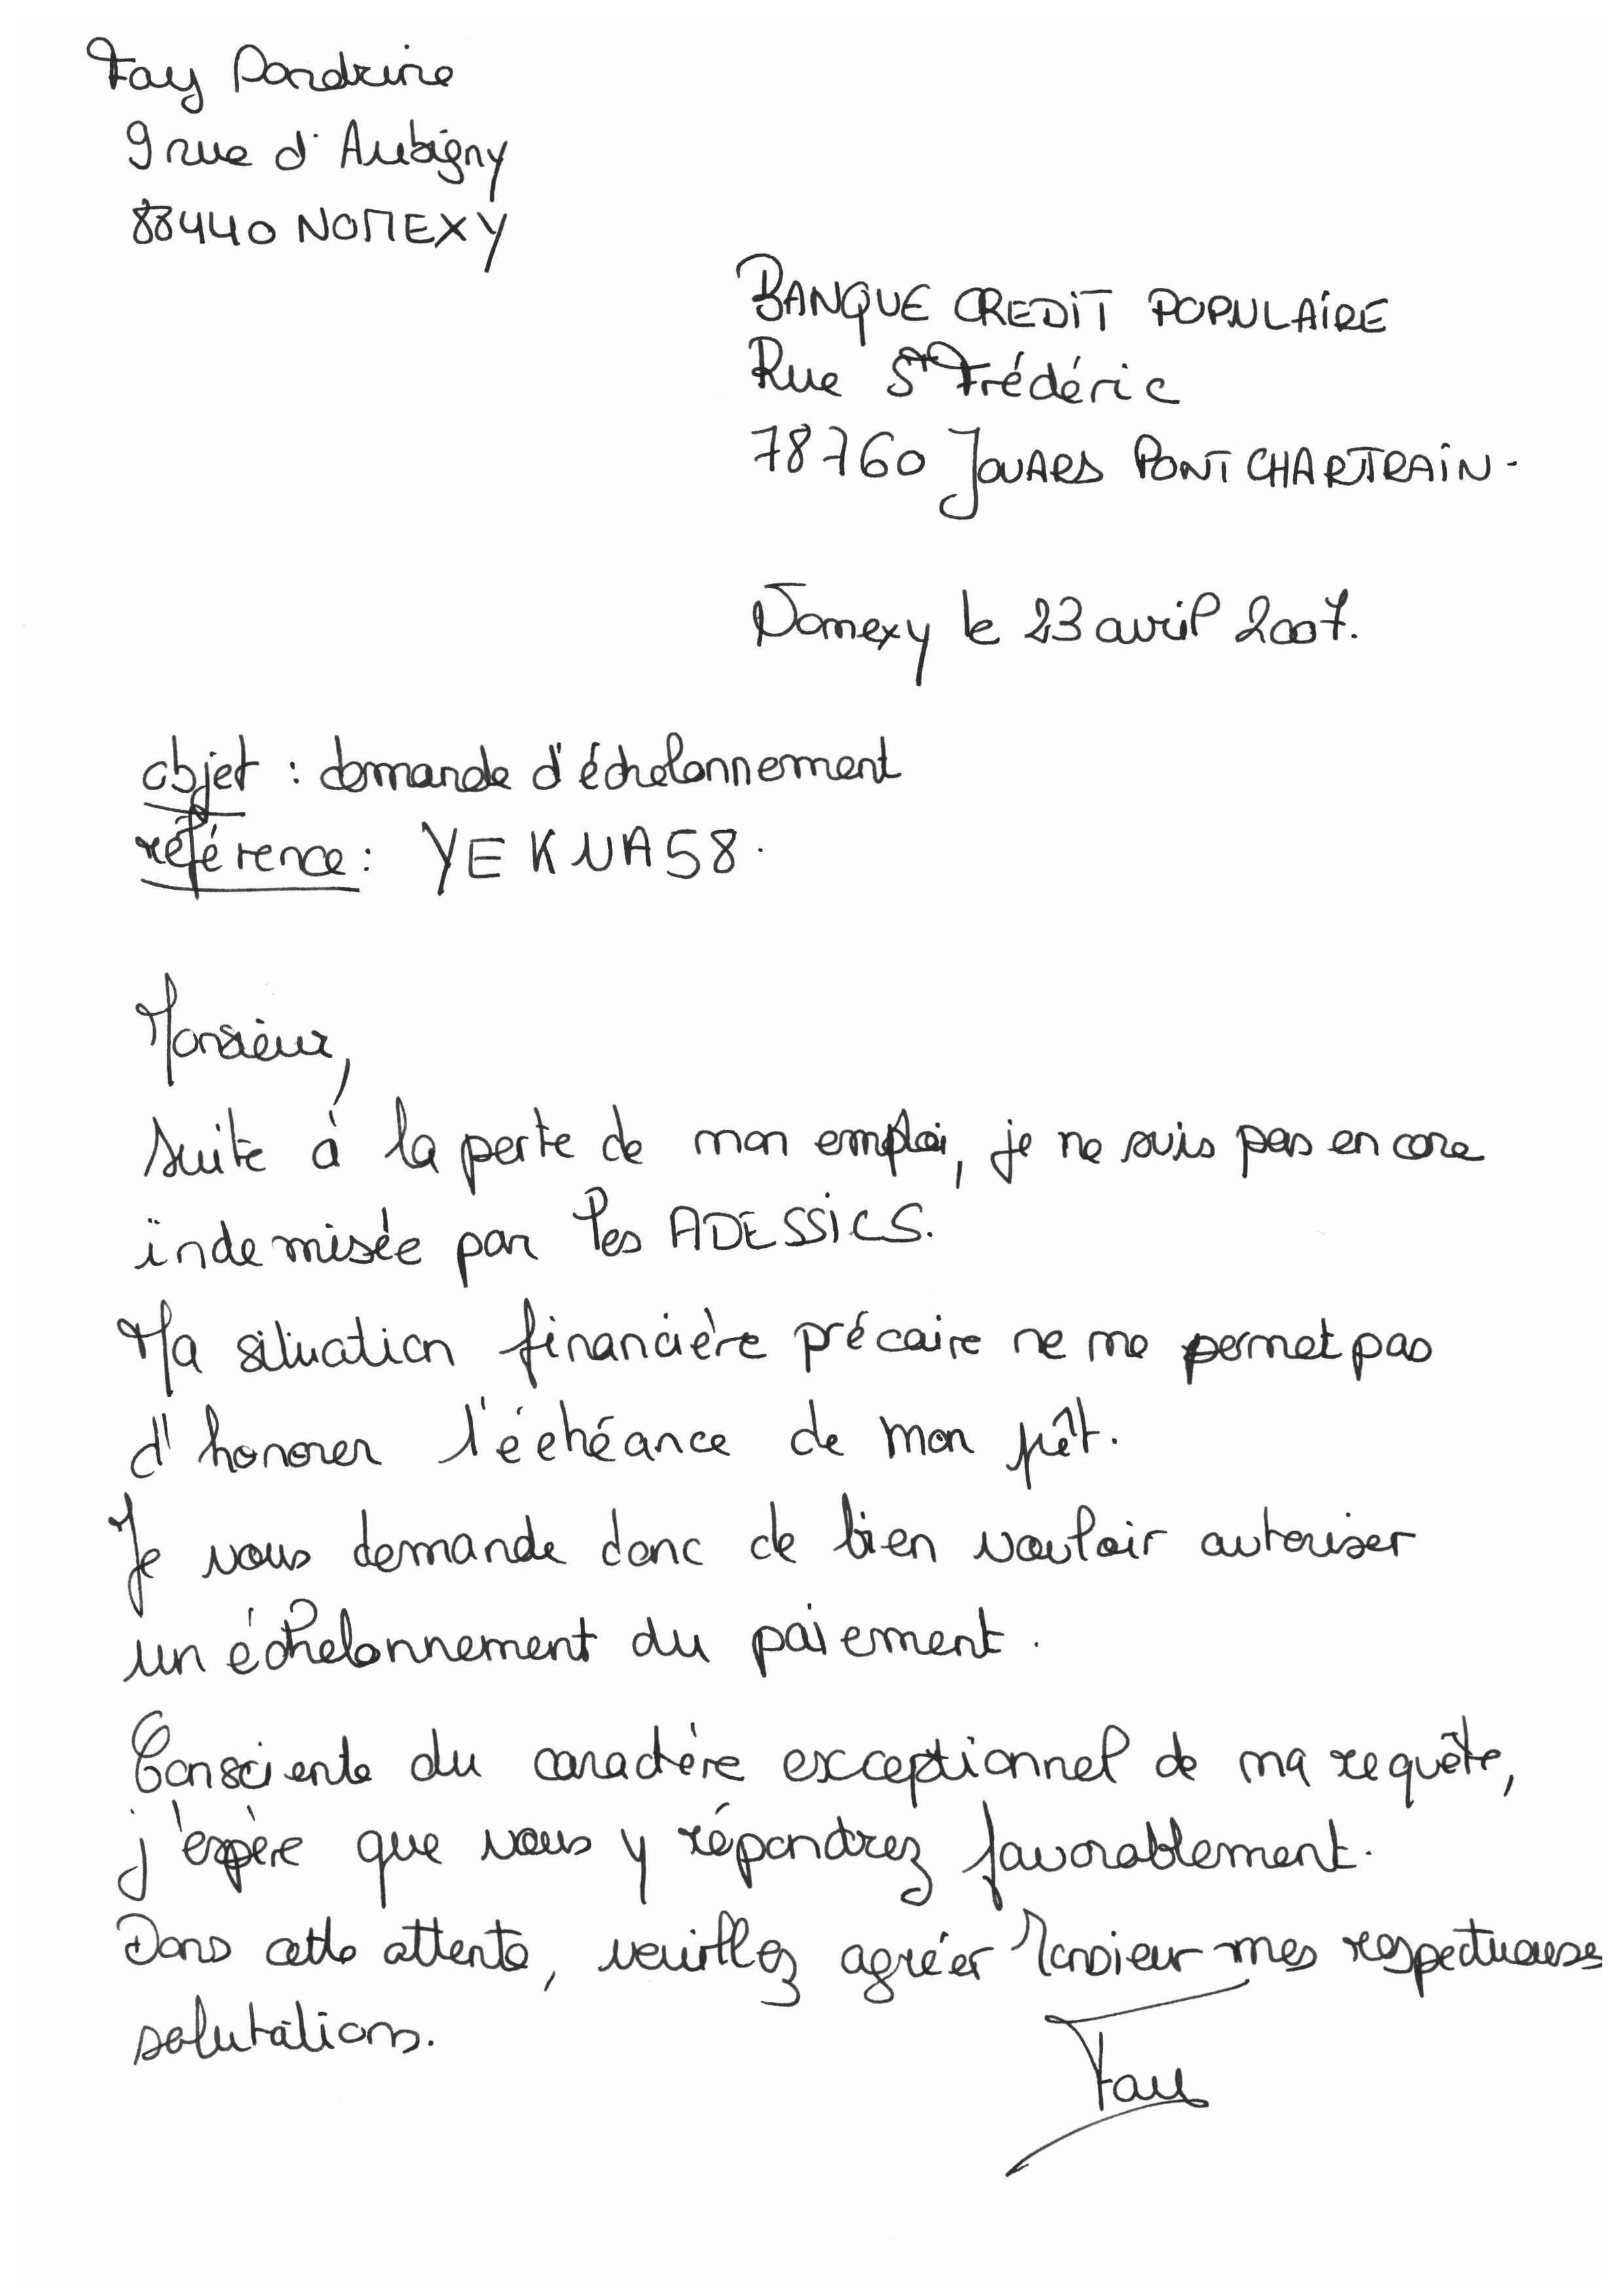 Fay Pandrine
9 rue d'Aubigny
88440 NOMEXY
BANQUE CREDIT POPULAIRE
Rue St Frédéric
78760 JOUARS PONTCHARTRAIN.
Nomexy le 23 avril 2007.
objet : demande d'échelonnement
référence : YEKNA58.
Monsieur,
Suite à la perte de mon emploi, je ne suis pas encore
indemisée par les ADESSICS.
Ma situation financière précaire ne me permet pas
d'honorer l'échéance de mon prêt.
Je vous demande donc de bien vouloir autoriser
un échelonnement du paiement.
Consciente du caractère exceptionnel de ma requête,
j'espère que vous y répondrez favorablement.
Dans cette attente, veuillez agréer Monsieur mes respectueuses
salutations.
Fay